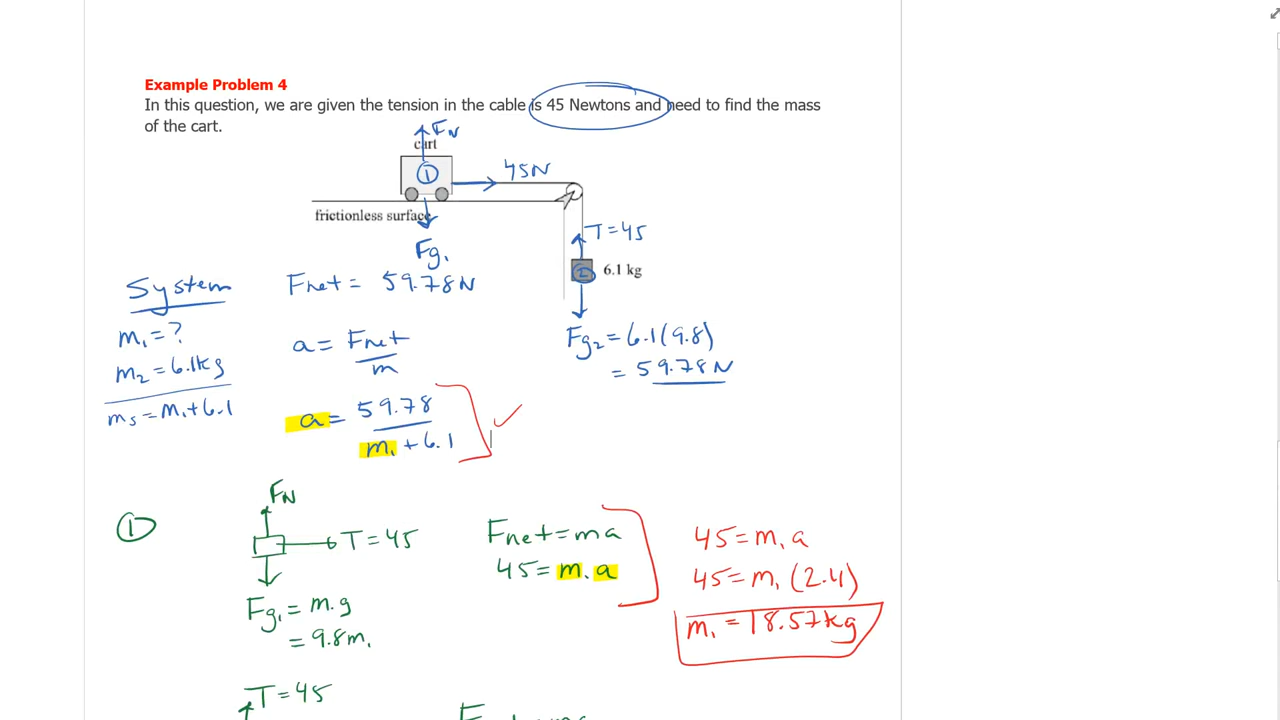 Example Problem 4
In this question, we are given the tension in the cable is 45 Newtons and need to find the mass
of the cart.
FN
cart
①
45N
frictionless surface
Fg₁
T=45
②
6.1 kg
Fg₂ = 6.1(9.8)
= 59.78N
System
m₁ = ?
m₂ = 6.1kg
ms = m₁+6.1
Fnet = 59.78N
a = Fnet
m
a = 59.78
m₁ + 6.1
①
FN
T=45
Fg₁ = m₁g
= 9.8m₁
Fnet = ma
45 = m₁a
45 = m₁a
45 = m₁(2.4)
m₁ = 18.57kg
T=45